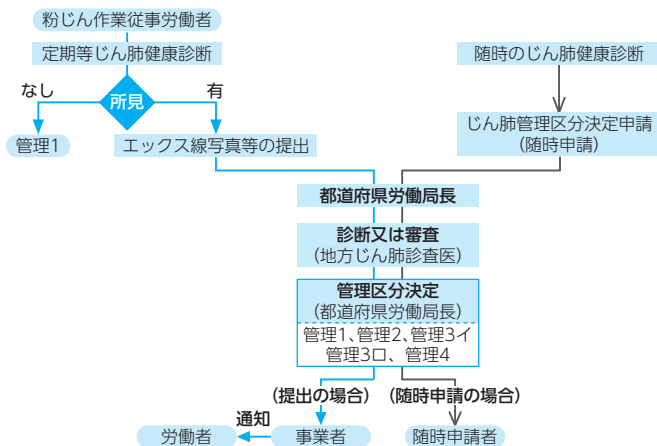 粉じん作業従事労働者
定期等じん肺健康診断
随時のじん肺健康診断
なし
所見
有
管理1
エックス線写真等の提出
じん肺管理区分決定申請
(随時申請)
都道府県労働局長
診断又は審査
(地方じん肺診査医)
管理区分決定
(都道府県労働局長)
管理1、管理2、管理3イ
管理3ロ、管理4
(提出の場合)
(随時申請の場合)
通知
労働者
事業者
随時申請者